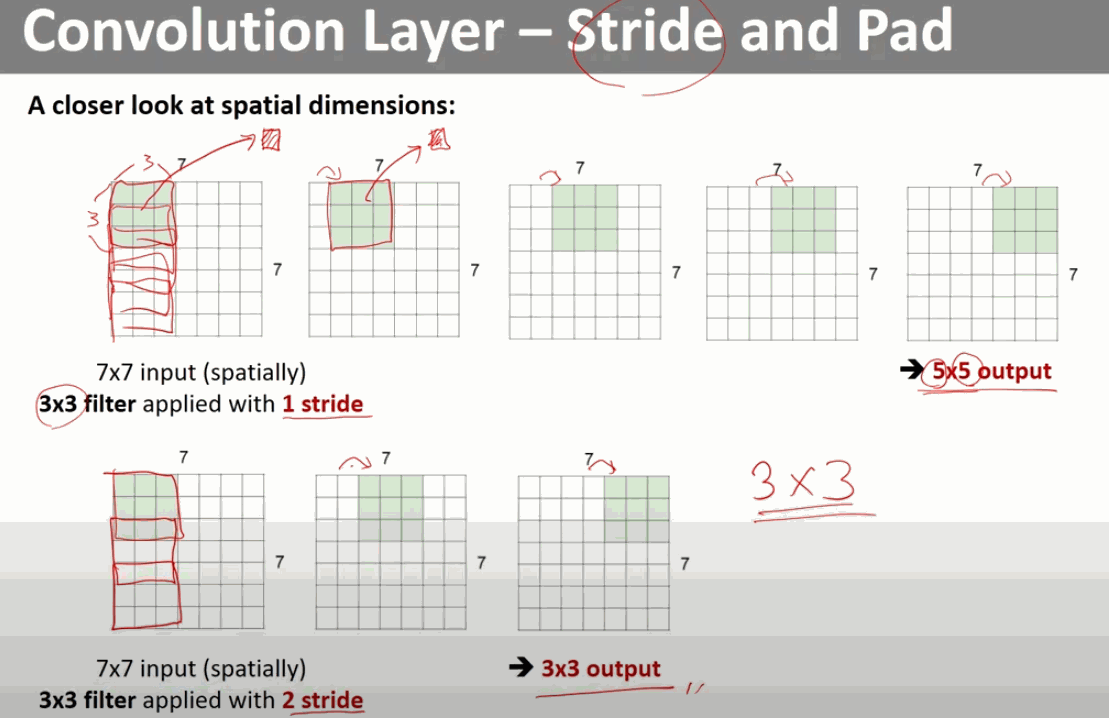 Convolution Layer – Stride and Pad
A closer look at spatial dimensions:
3 7
7
7
7
7
3
7
7
7
7
7
7x7 input (spatially)
3x3 filter applied with 1 stride
➔ 5x5 output
7
7
7
3 x 3
7
7
7
7x7 input (spatially)
3x3 filter applied with 2 stride
➔ 3x3 output